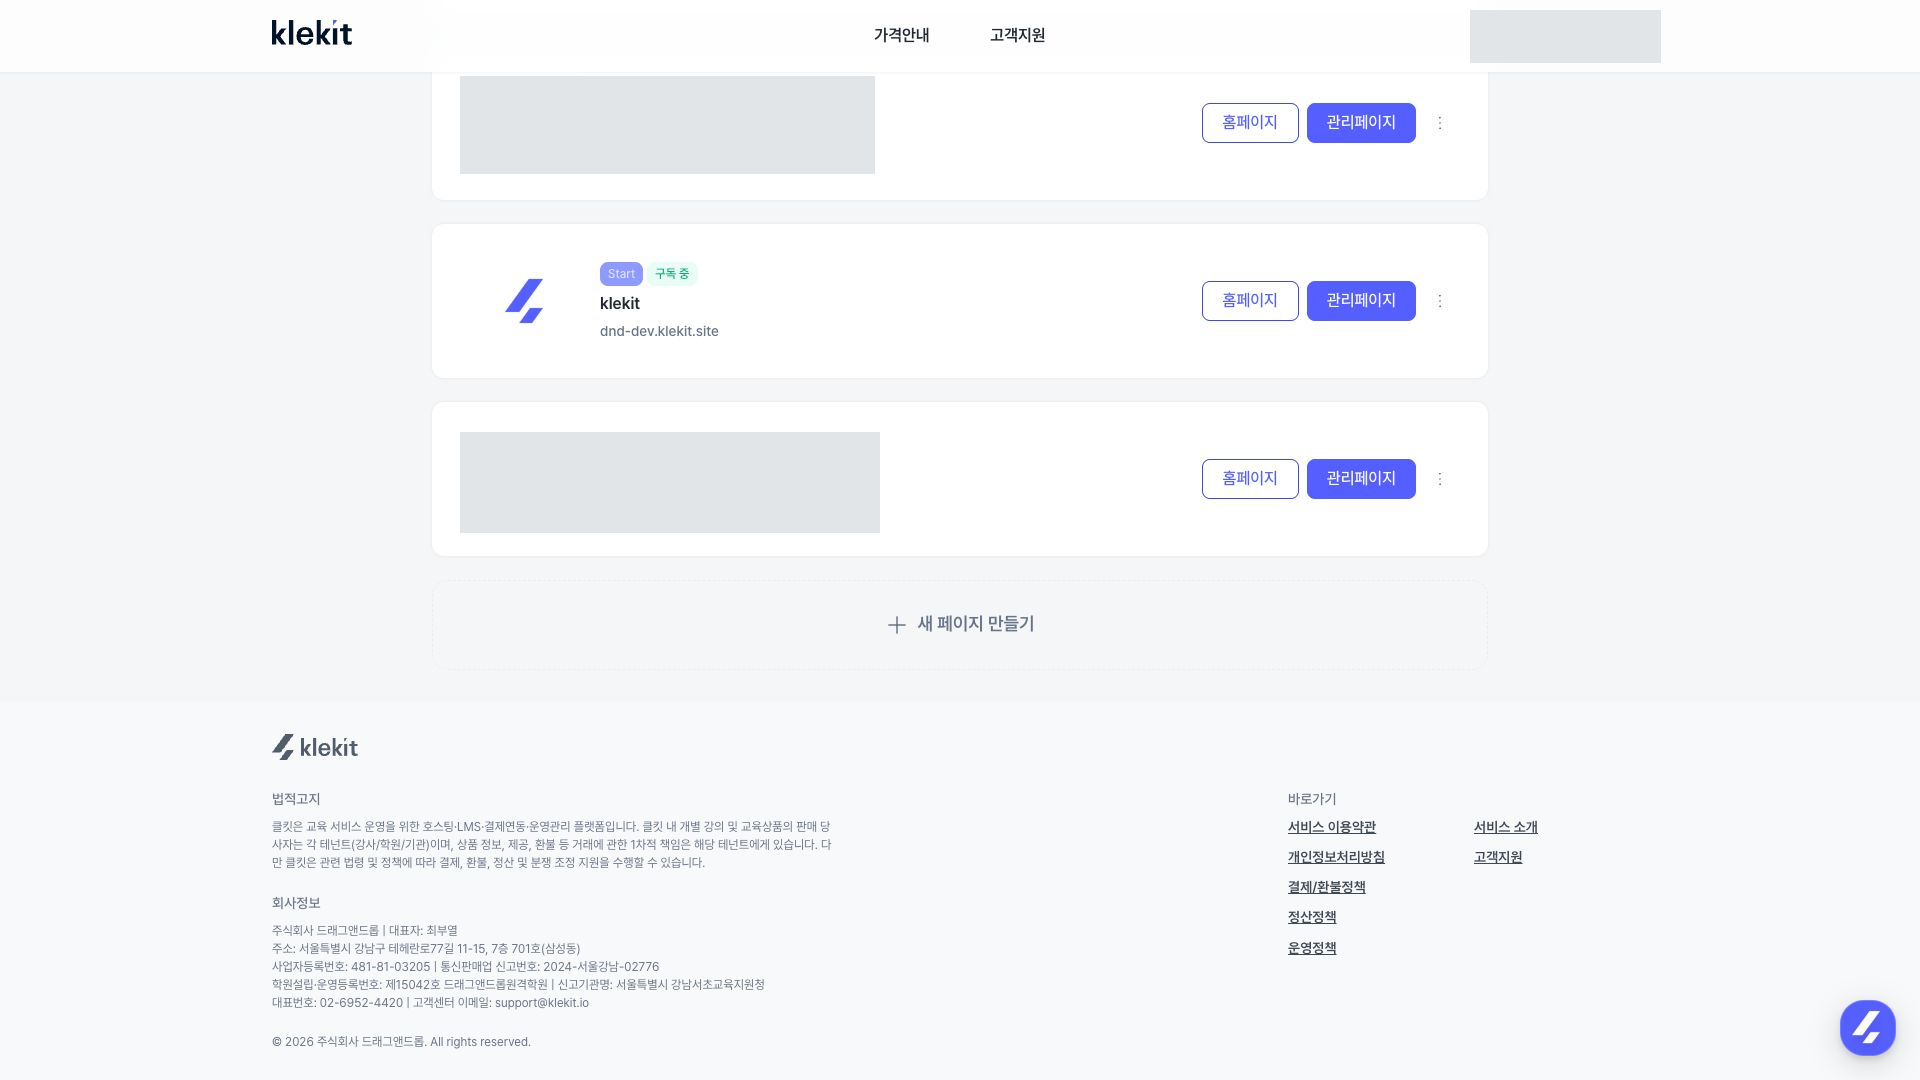 klekit
가격안내
고객지원
홈페이지
관리페이지
Start
구독 중
klekit
dnd-dev.klekit.site
홈페이지
관리페이지
홈페이지
관리페이지
새 페이지 만들기
klekit
법적고지
클킷은 교육 서비스 운영을 위한 호스팅·LMS·결제연동·운영관리 플랫폼입니다. 클킷 내 개별 강의 및 교육상품의 판매 당
사자는 각 테넌트(강사/학원/기관)이며, 상품 정보, 제공, 환불 등 거래에 관한 1차적 책임은 해당 테넌트에게 있습니다. 다
만 클킷은 관련 법령 및 정책에 따라 결제, 환불, 정산 및 분쟁 조정 지원을 수행할 수 있습니다.
회사정보
주식회사 드래그앤드롭 | 대표자: 최부열
주소: 서울특별시 강남구 테헤란로77길 11-15, 7층 701호(삼성동)
사업자등록번호: 481-81-03205 | 통신판매업 신고번호: 2024-서울강남-02776
학원설립·운영등록번호: 제15042호 드래그앤드롭원격학원 | 신고기관명: 서울특별시 강남서초교육지원청
대표번호: 02-6952-4420 | 고객센터 이메일: support@klekit.io
© 2026 주식회사 드래그앤드롭. All rights reserved.
바로가기
서비스 이용약관
서비스 소개
개인정보처리방침
고객지원
결제/환불정책
정산정책
운영정책